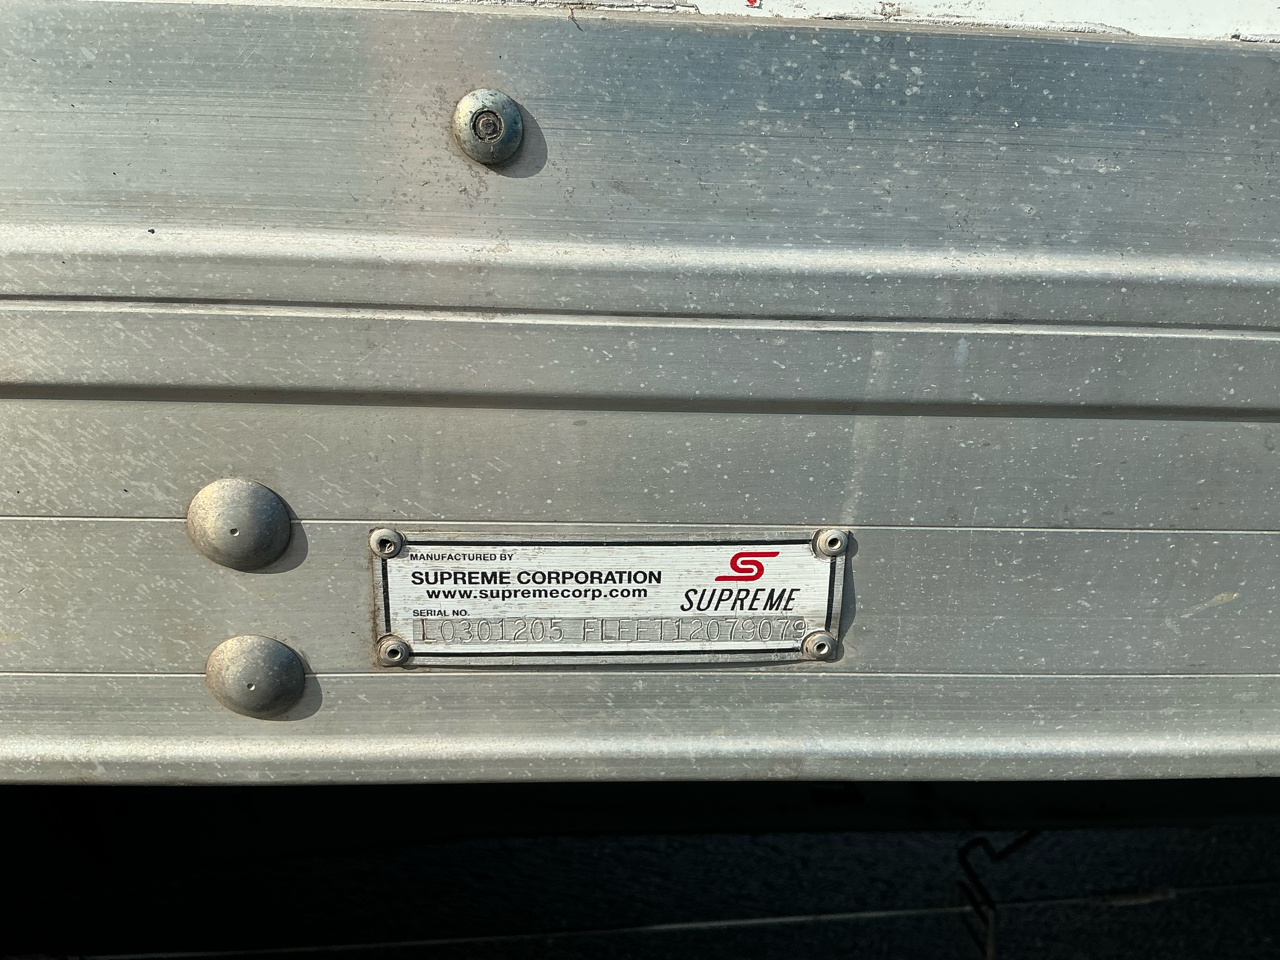 MANUFACTURED BY
SUPREME CORPORATION
www.supremecorp.com
SUPREME
SERIAL NO.
L0301205 FLEET12079079